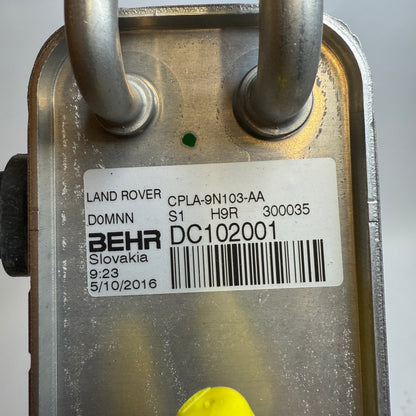 LAND ROVER CPLA-9N103-AA
D0MNN S1 H9R 300035
BEHR DC102001
Slovakia
9:23
5/10/2016